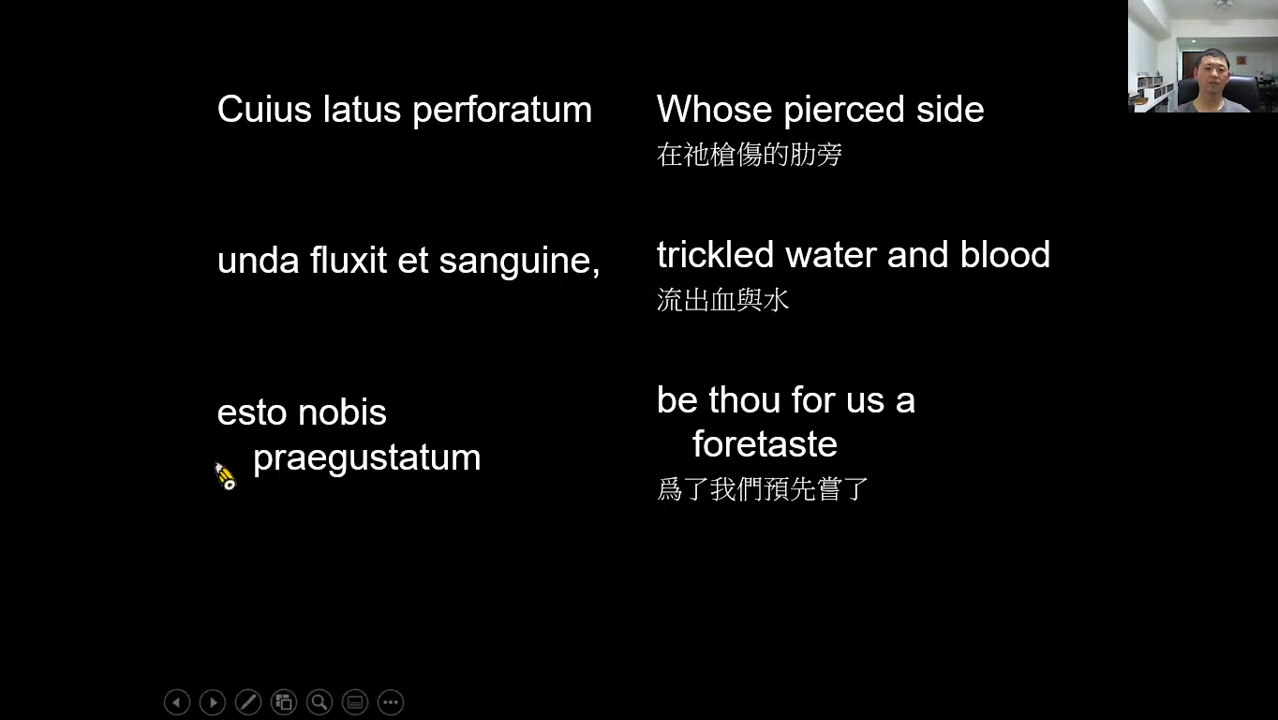 Cuius latus perforatum
Whose pierced side
在祂槍傷的肋旁
unda fluxit et sanguine,
trickled water and blood
流出血與水
esto nobis
praegustatum
be thou for us a
foretaste
爲了我們預先嘗了